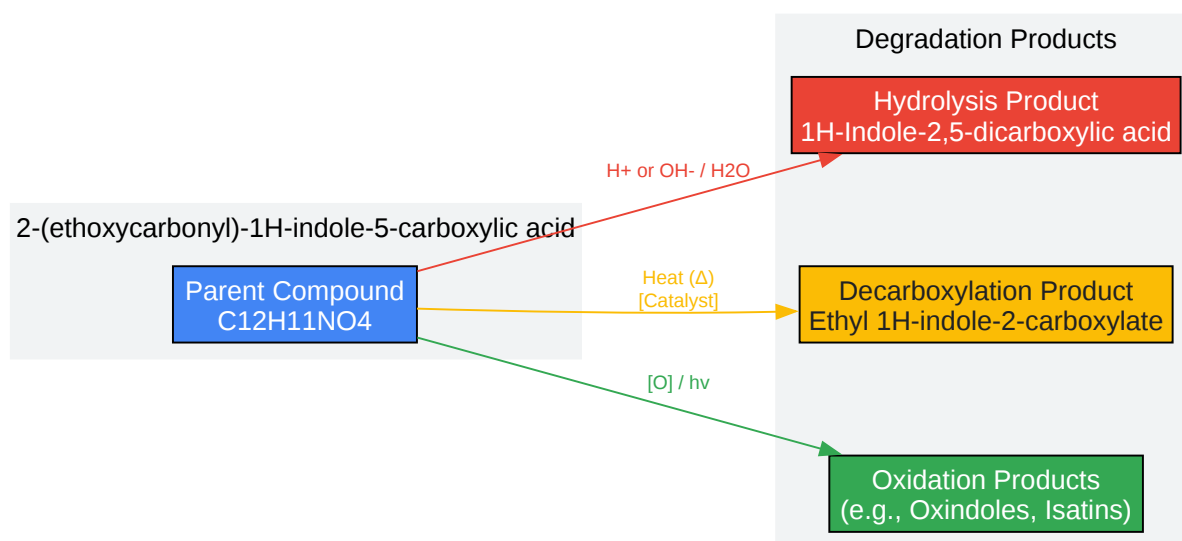 Degradation Products
Hydrolysis Product
1H-Indole-2,5-dicarboxylic acid
H+ or OH- / H2O
2-(ethoxycarbonyl)-1H-indole-5-carboxylic acid
Parent Compound
C12H11NO4
Heat (Δ)
[Catalyst]
Decarboxylation Product
Ethyl 1H-indole-2-carboxylate
[O] / hv
Oxidation Products
(e.g., Oxindoles, Isatins)